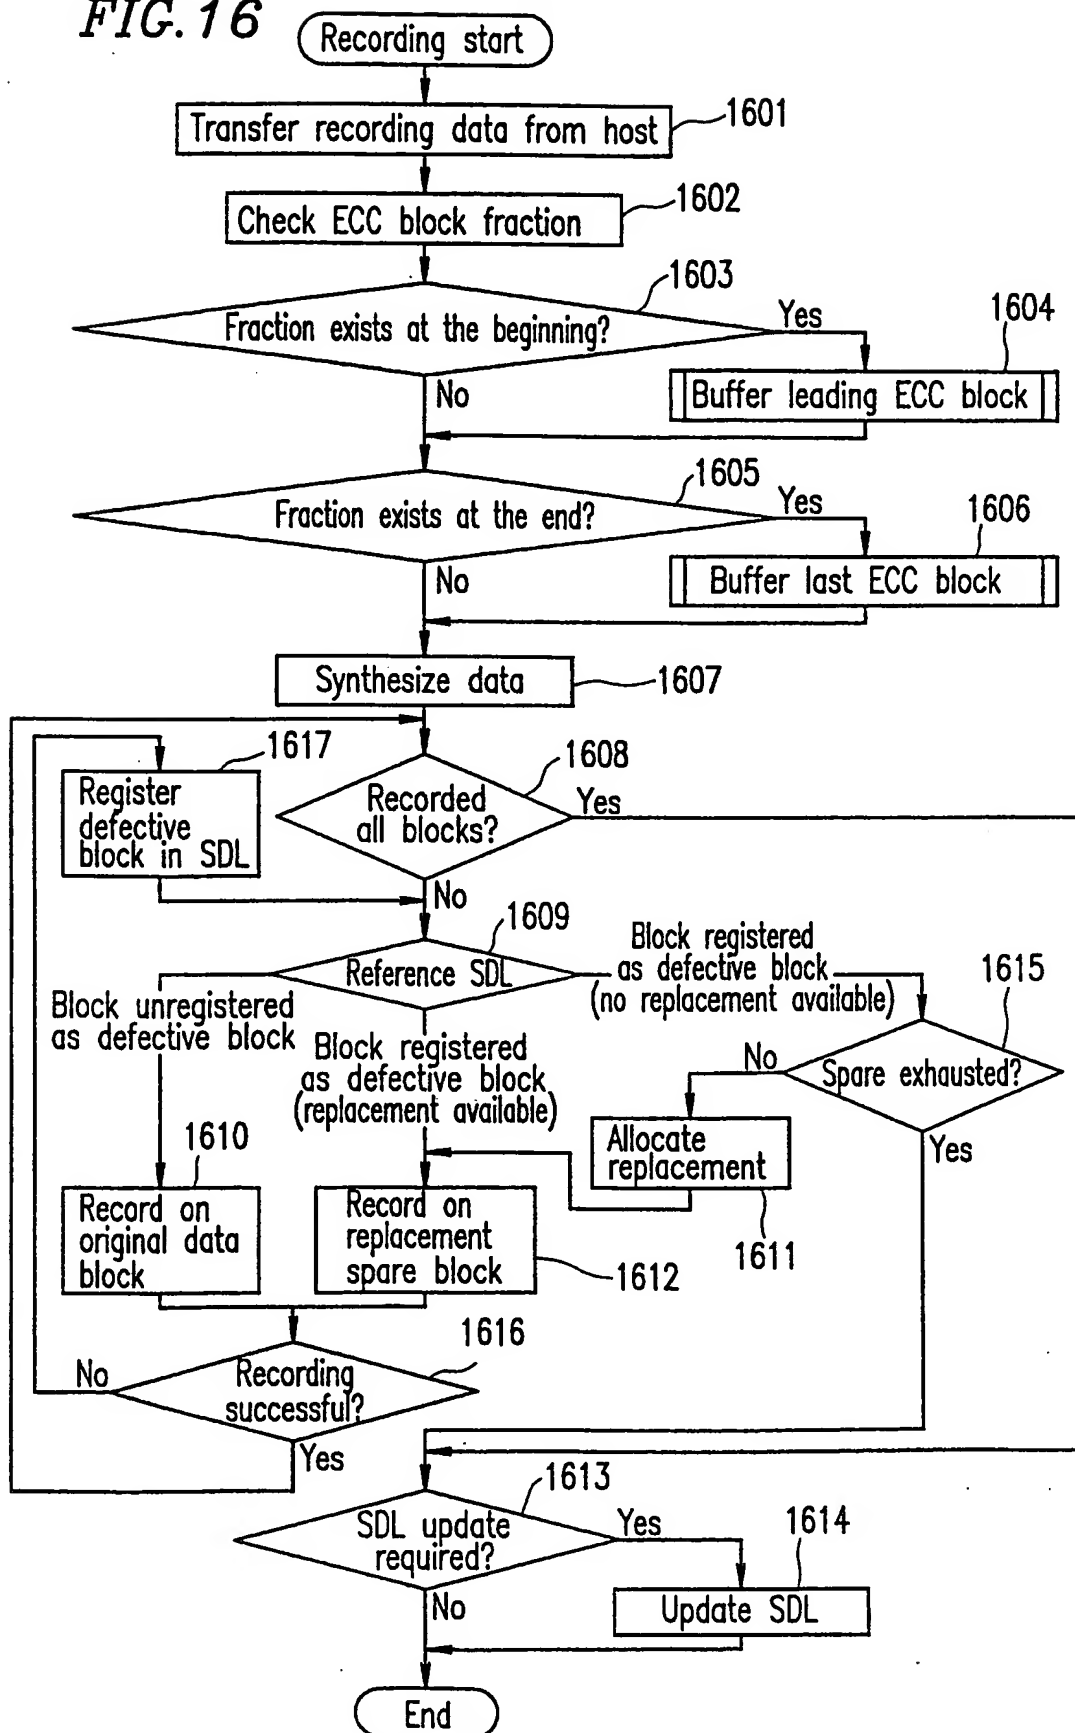 FIG.16
Recording start
Transfer recording data from host
1601
Check ECC block fraction
1602
1603
Fraction exists at the beginning?
Yes
1604
Buffer leading ECC block
No
1605
Fraction exists at the end?
Yes
1606
Buffer last ECC block
No
Synthesize data
1607
1617
Register
defective
block in SDL
1608
Recorded
all blocks?
Yes
No
1609
Reference SDL
Block registered
as defective block
(no replacement available)
1615
Block unregistered
as defective block
Block registered
as defective block
(replacement available)
No
Spare exhausted?
Yes
1610
Allocate
replacement
1611
Record on
original data
block
Record on
replacement
spare block
1612
1616
No
Recording
successful?
Yes
1613
SDL update
required?
Yes
1614
Update SDL
No
End